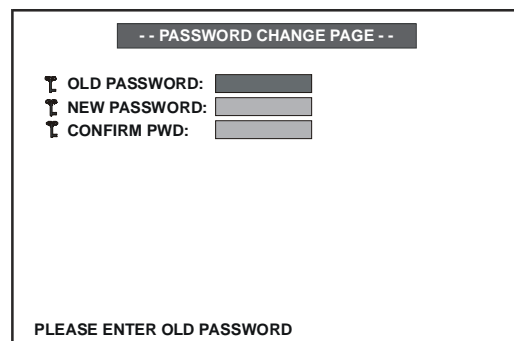 - - PASSWORD CHANGE PAGE - -
OLD PASSWORD:
NEW PASSWORD:
CONFIRM PWD:
PLEASE ENTER OLD PASSWORD